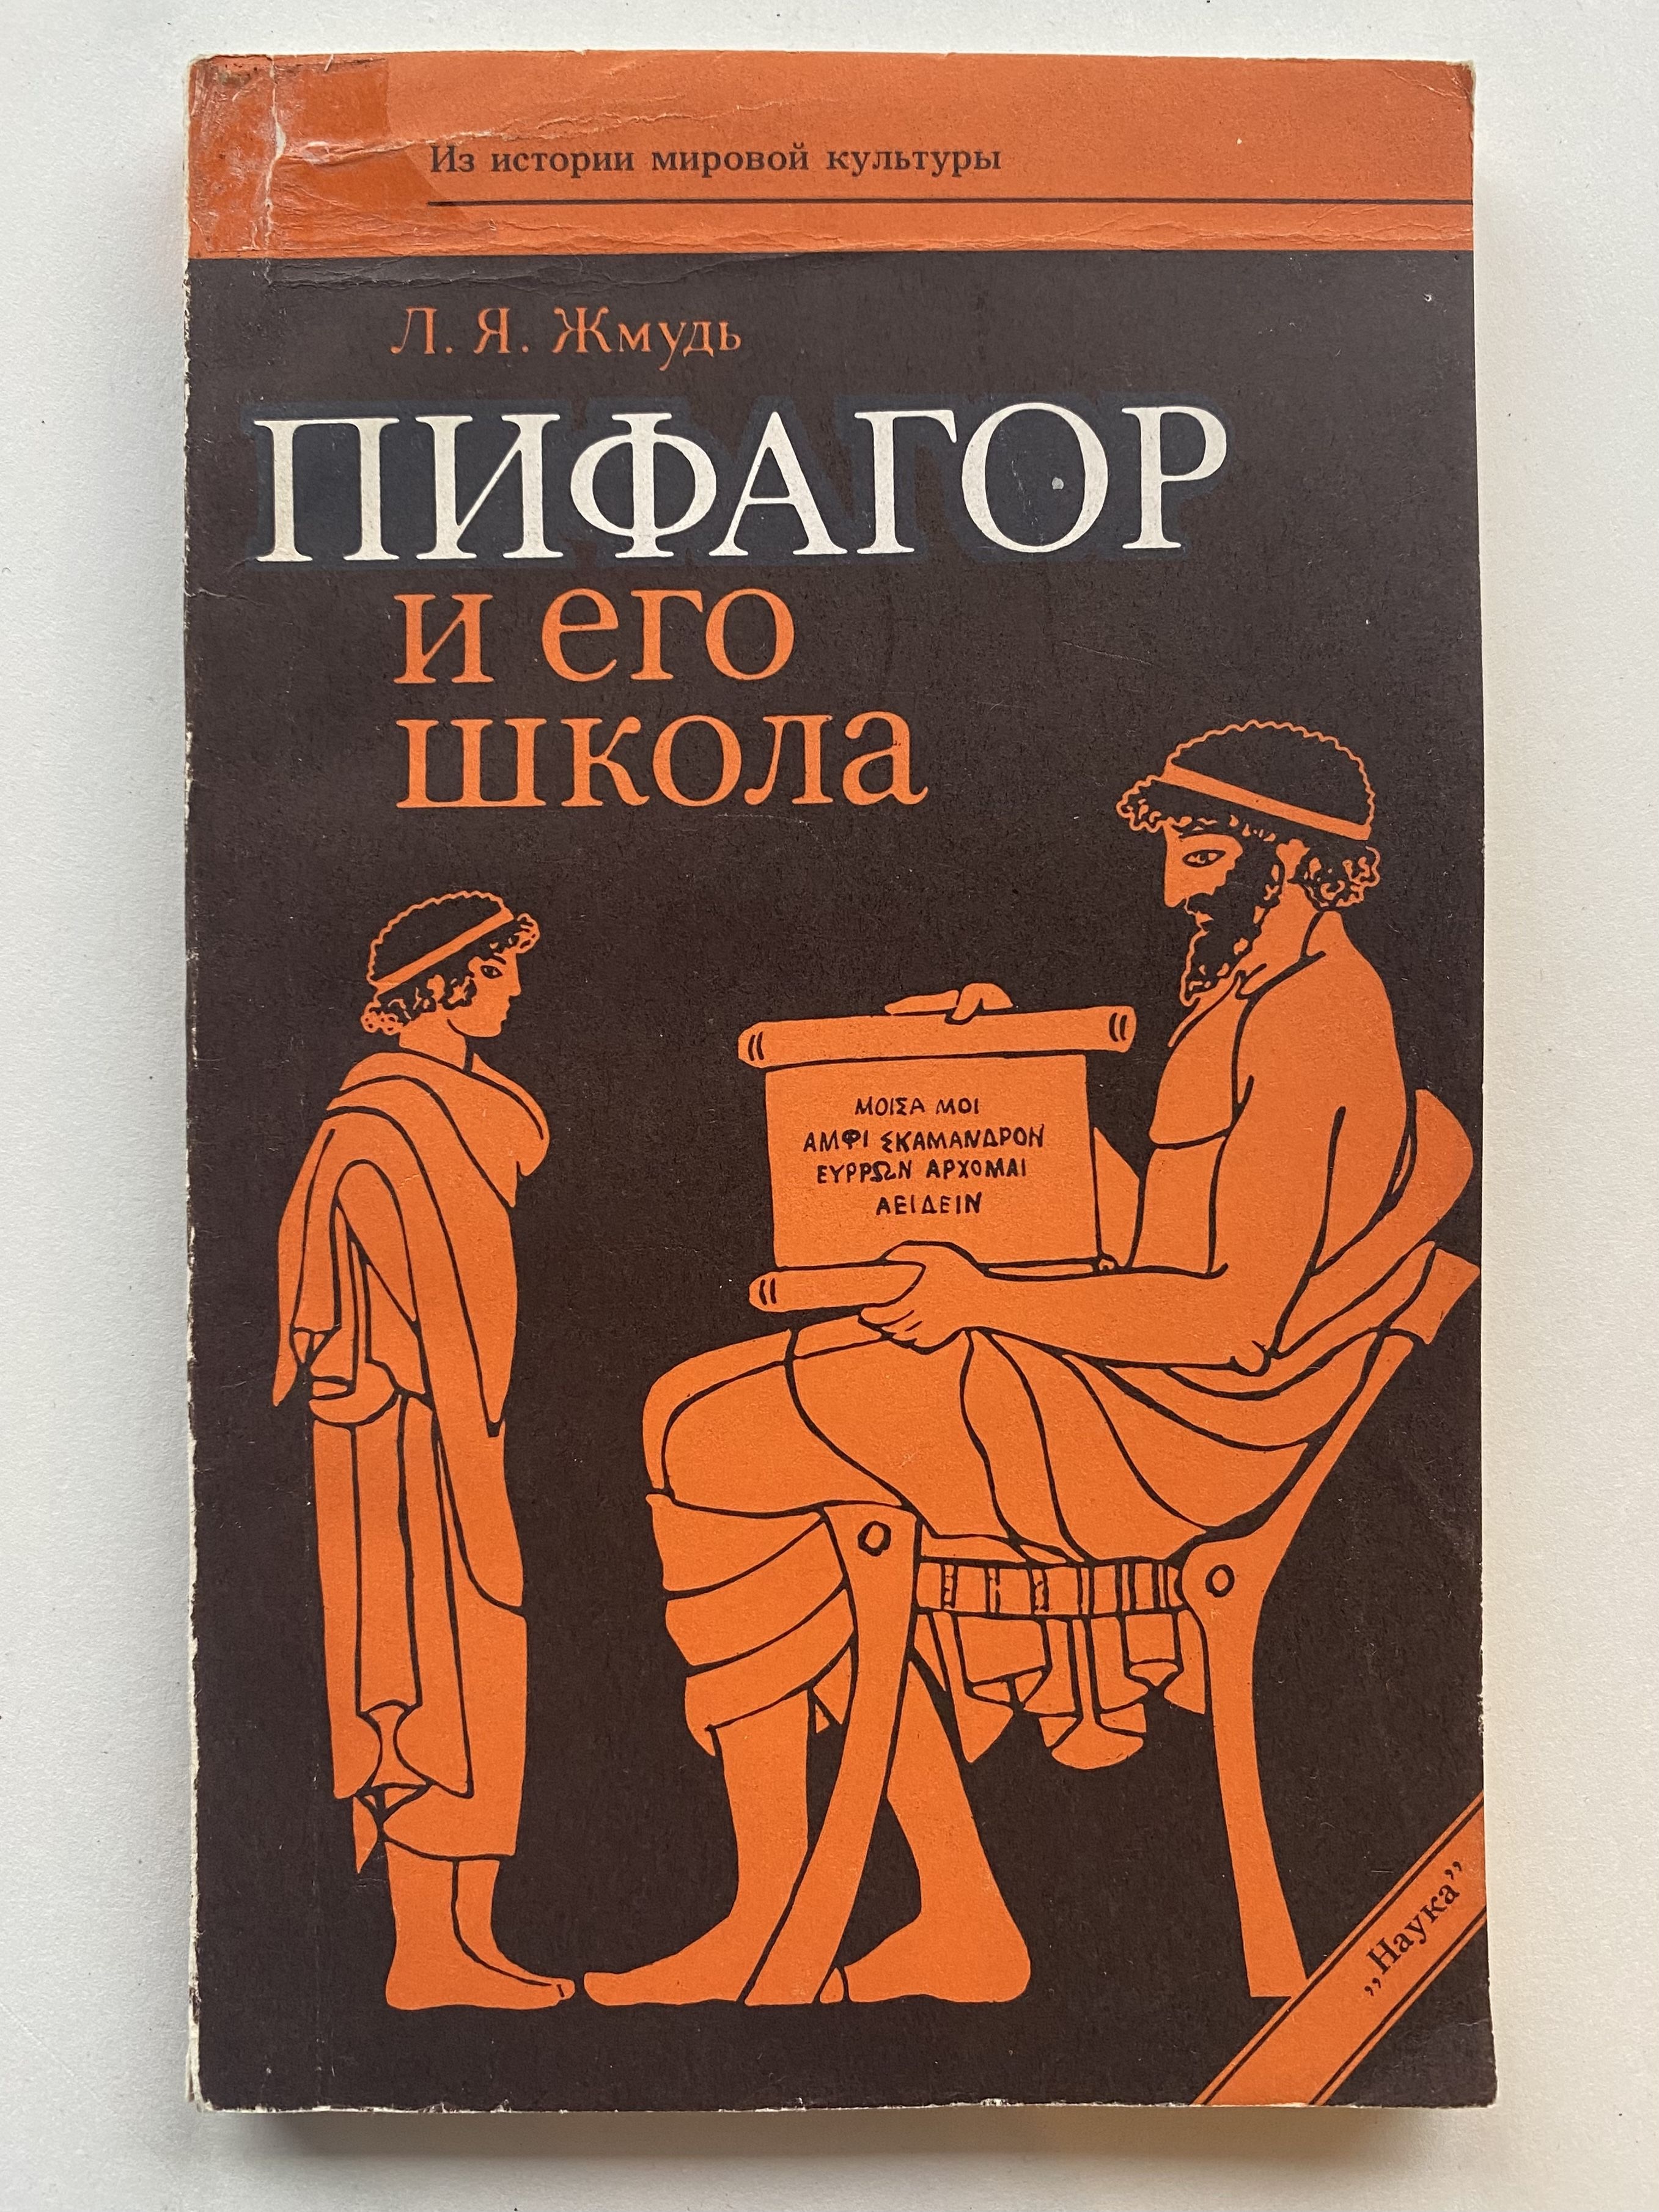 Из истории мировой культуры
Л. Я. Жмудь
ПИФАГОР
и его
школа
ΜΟΙΣΑ ΜΟΙ
ΑΜΦΙ ΣΚΑΜΑΝΔΡΟΝ
ΕΥΡΡΩΝ ΑΡΧΟΜΑΙ
ΑΕΙΔΕΙΝ
„Наука”